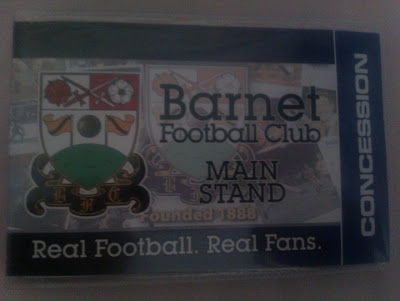 Barnet
Football Club
MAIN
STAND
Founded 1888
B F C
Real Football. Real Fans.
CONCESSION